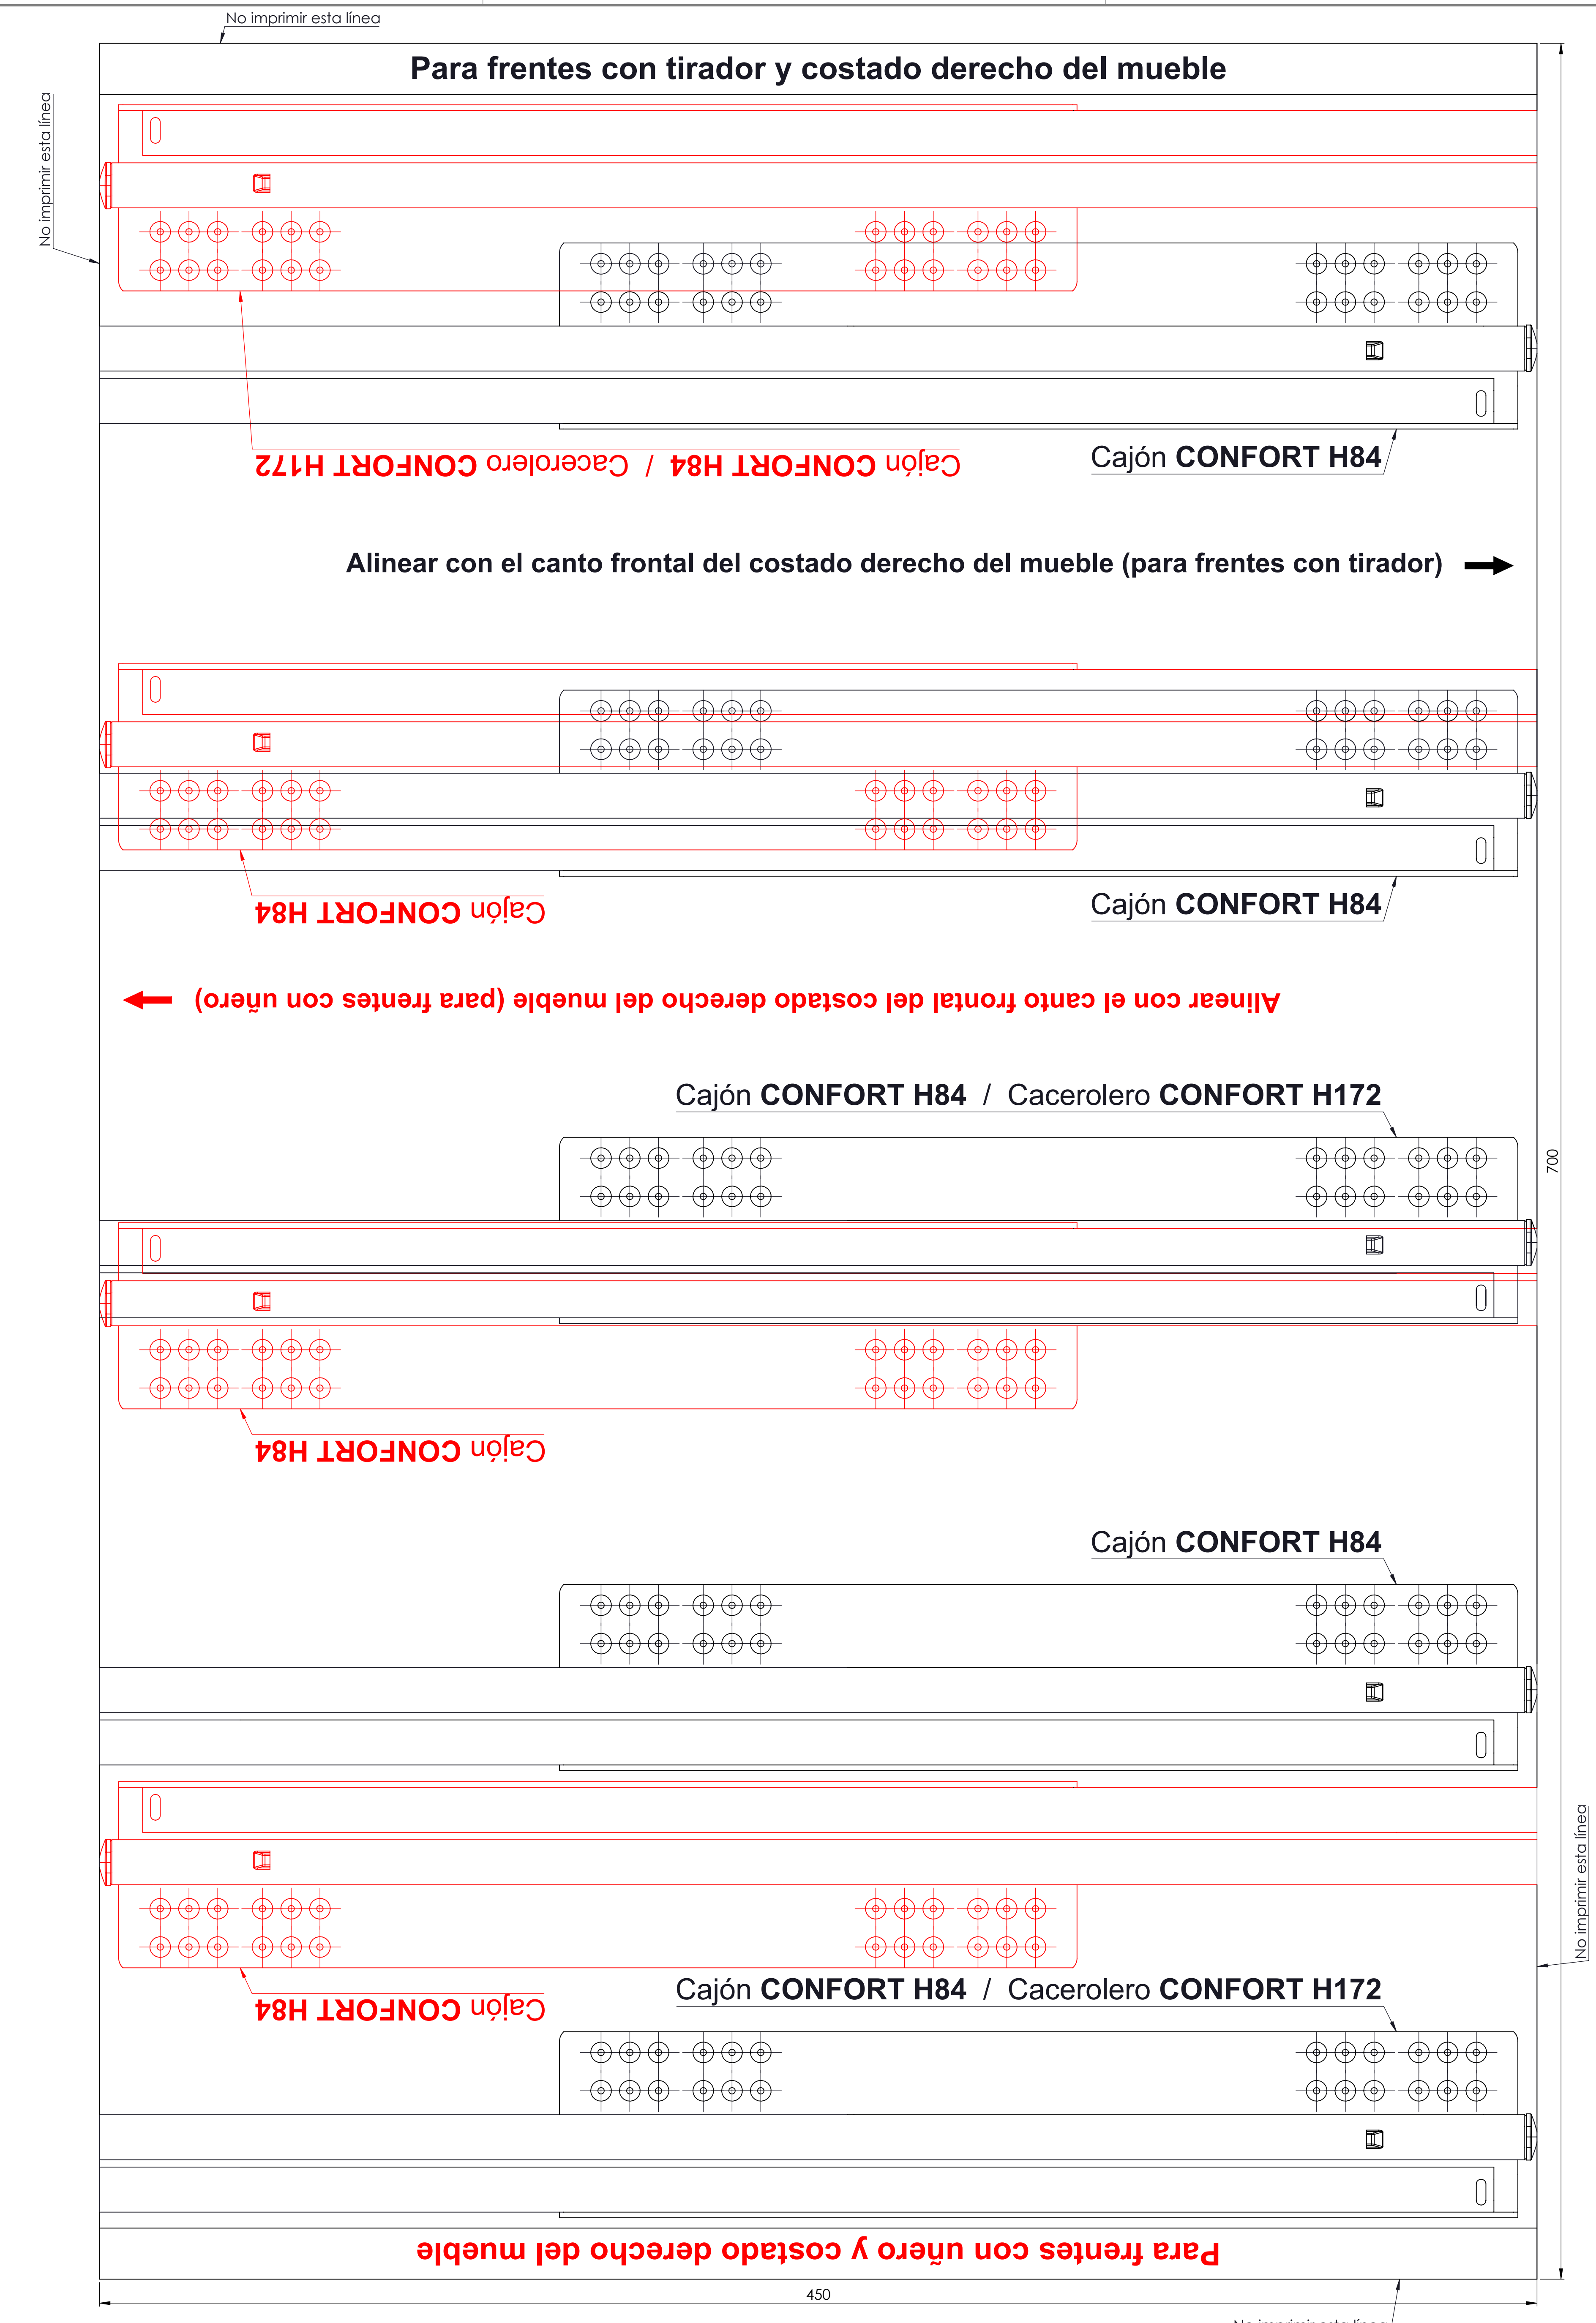 No imprimir esta línea
Para frentes con tirador y costado derecho del mueble
No imprimir esta línea
Cajón CONFORT H84 / Cacerolero CONFORT H172
Cajón CONFORT H84
Alinear con el canto frontal del costado derecho del mueble (para frentes con tirador)
Cajón CONFORT H84
Cajón CONFORT H84
Alinear con el canto frontal del costado derecho del mueble (para frentes con uñero)
Cajón CONFORT H84 / Cacerolero CONFORT H172
700
Cajón CONFORT H84
Cajón CONFORT H84
No imprimir esta línea
Cajón CONFORT H84 / Cacerolero CONFORT H172
Cajón CONFORT H84
Para frentes con uñero y costado derecho del mueble
450
No imprimir esta línea